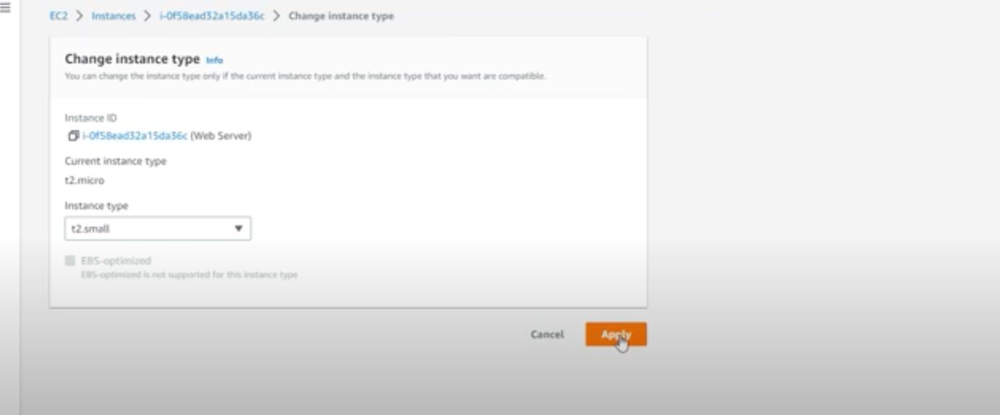 EC2 > Instances > i-0f58ead32a15da36c > Change instance type
Change instance type Info
You can change the instance type only if the current instance type and the instance type that you want are compatible.
Instance ID
i-0f58ead32a15da36c (Web Server)
Current instance type
t2.micro
Instance type
t2.small
EBS-optimized
EBS-optimized is not supported for this instance type
Cancel Apply